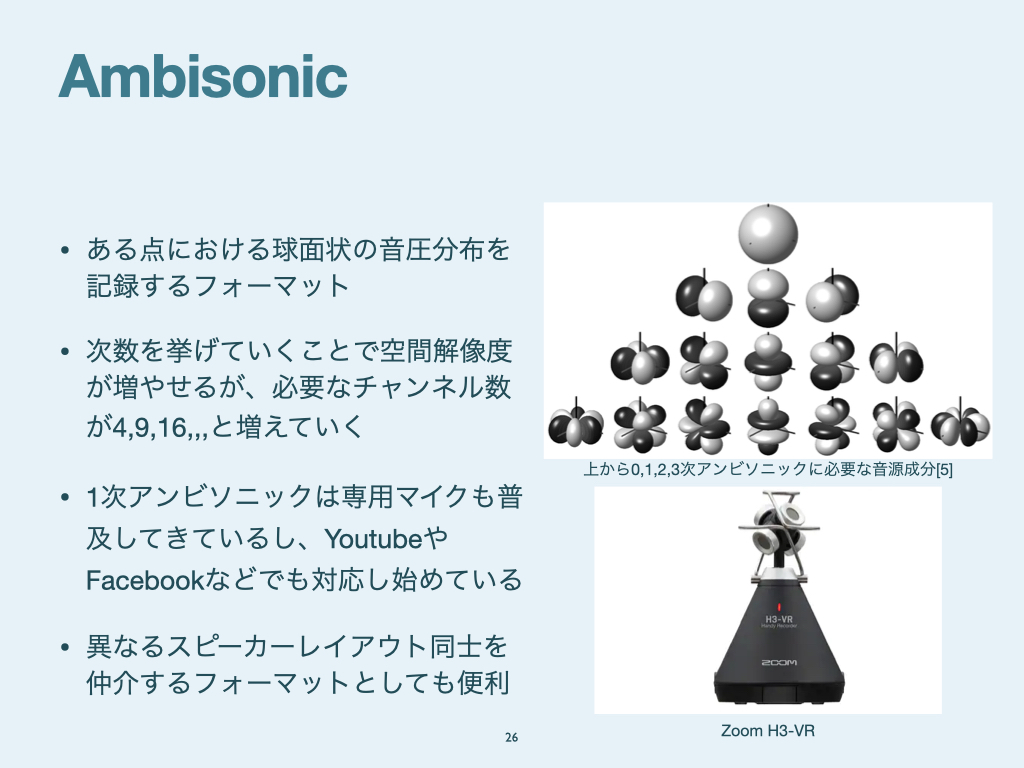 Ambisonic
• ある点における球面状の音圧分布を
記録するフォーマット
• 次数を挙げていくことで空間解像度
が増やせるが、必要なチャンネル数
が4,9,16,,,と増えていく
• 1次アンビソニックは専用マイクも普
及してきているし、Youtubeや
Facebookなどでも対応し始めている
• 異なるスピーカーレイアウト同士を
仲介するフォーマットとしても便利
上から0,1,2,3次アンビソニックに必要な音源成分[5]
H3-VR
Handy Recorder
ZOOM
Zoom H3-VR
26